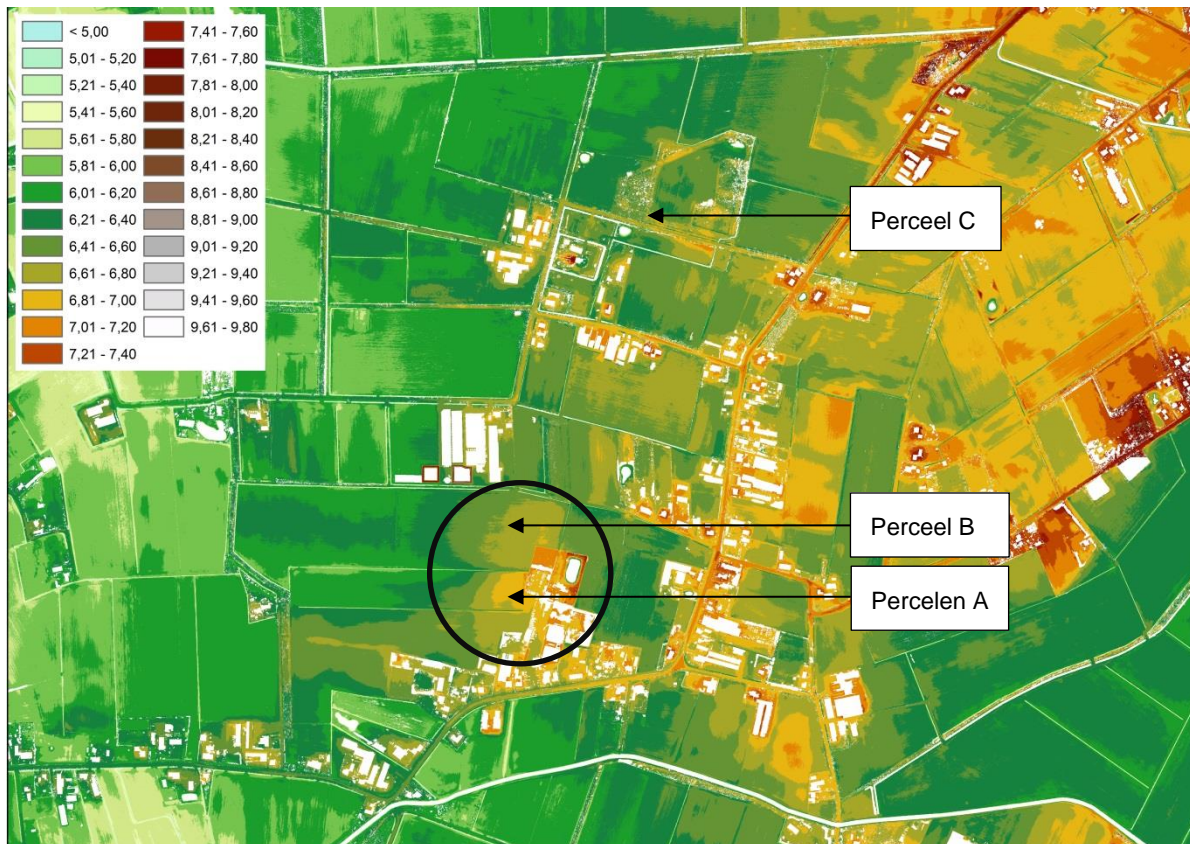 < 5,00
5,01 - 5,20
5,21 - 5,40
5,41 - 5,60
5,61 - 5,80
5,81 - 6,00
6,01 - 6,20
6,21 - 6,40
6,41 - 6,60
6,61 - 6,80
6,81 - 7,00
7,01 - 7,20
7,21 - 7,40
7,41 - 7,60
7,61 - 7,80
7,81 - 8,00
8,01 - 8,20
8,21 - 8,40
8,41 - 8,60
8,61 - 8,80
8,81 - 9,00
9,01 - 9,20
9,21 - 9,40
9,41 - 9,60
9,61 - 9,80
Perceel C
Perceel B
Percelen A